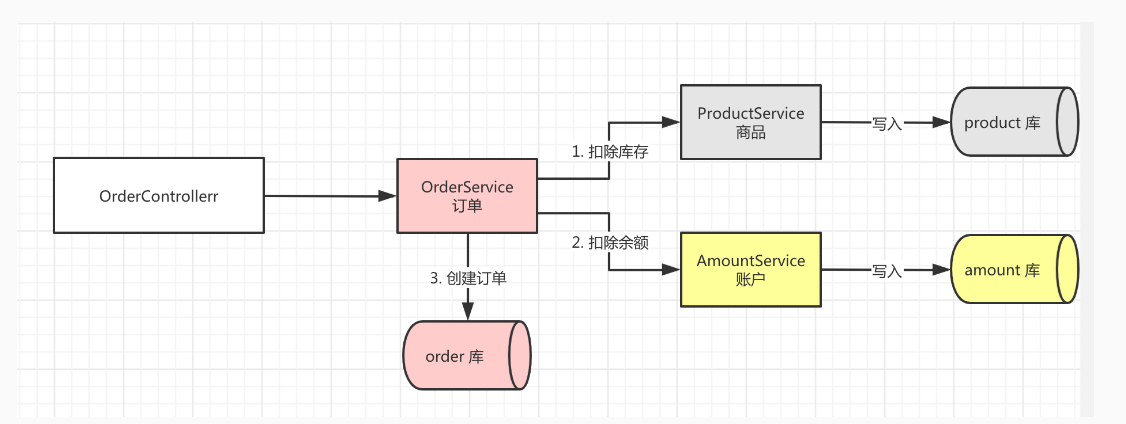 OrderControllerr
OrderService
订单
1. 扣除库存
ProductService
商品
写入
product 库
2. 扣除余额
AmountService
账户
写入
amount 库
3. 创建订单
order 库